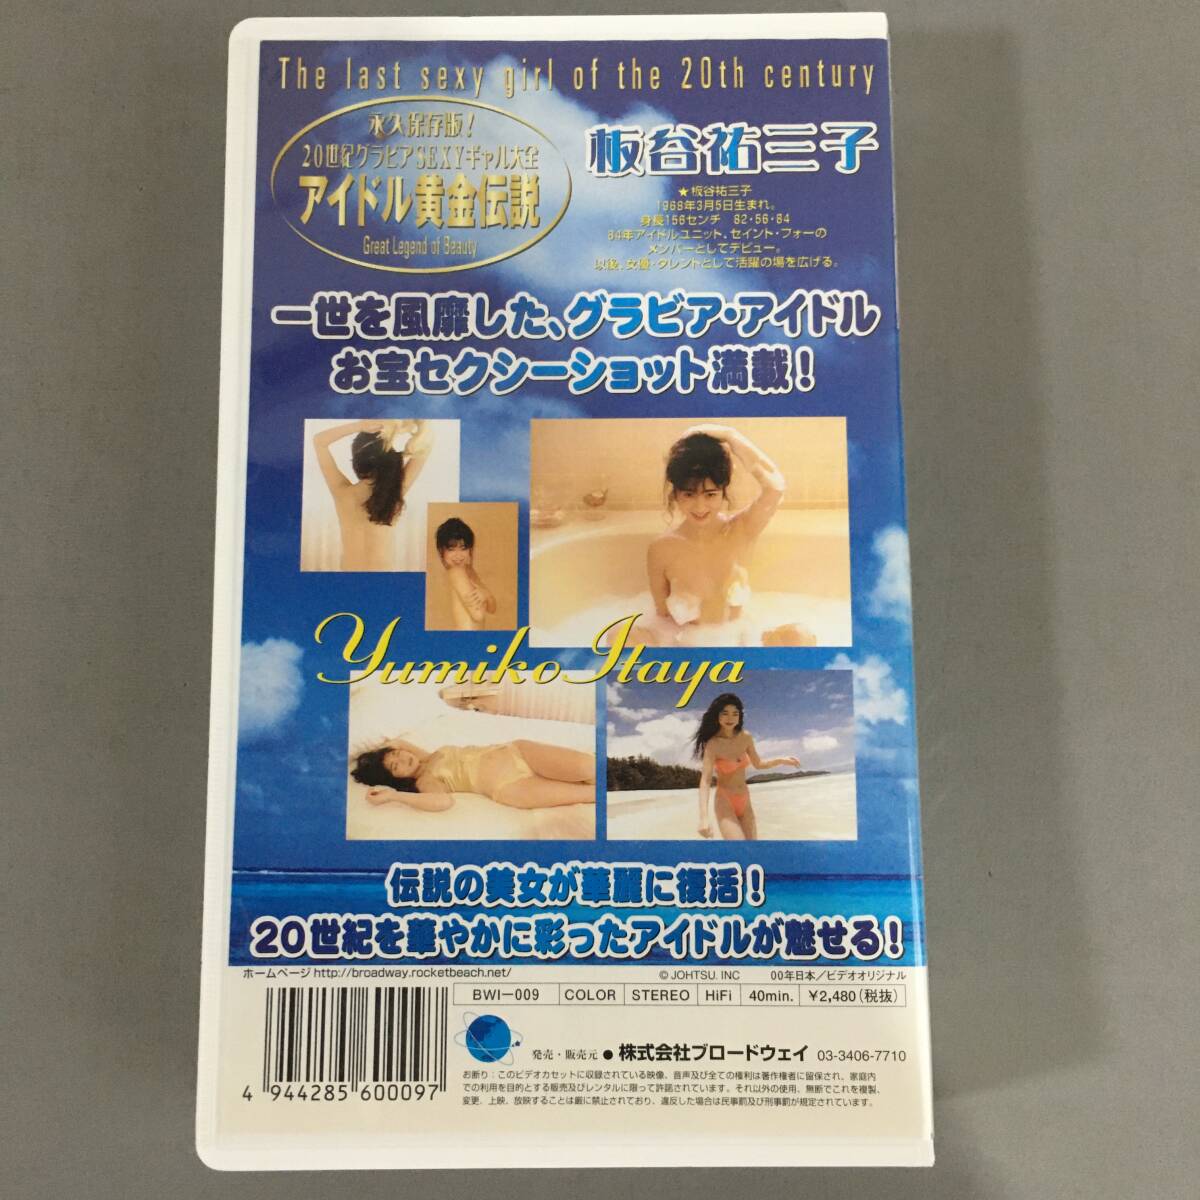 The last sexy girl of the 20th century
永久保存版!
20世紀グラビアSEXYギャル大全
アイドル黄金伝説
Great Legend of Beauty
板谷祐三子
★板谷祐三子
1968年3月5日生まれ。
身長156センチ 82・56・84
84年アイドルユニット、セイント・フォーの
メンバーとしてデビュー。
以後、女優・タレントとして活躍の場を広げる。
一世を風靡した、グラビア・アイドル
お宝セクシーショット満載!
Yumiko Itaya
伝説の美女が華麗に復活!
20世紀を華やかに彩ったアイドルが魅せる!
ホームページ http://broadway.rocketbeach.net/
© JOHTSU. INC
00年日本/ビデオオリジナル
BWI-009 COLOR STEREO HiFi 40min. ¥2,480(税抜)
発売・販売元 ● 株式会社ブロードウェイ 03-3406-7710
お断り:このビデオカセットに収録されている映像、音声及び全ての権利は著作権者に留保され、家庭内
での利用を目的とする販売及びレンタルに限って許諾されています。それ以外の使用、無断でこれを複製、
変更、上映、放映することは厳に禁止されており、違反した場合は民事罰及び刑事罰が規定されています。
4 944285 600097